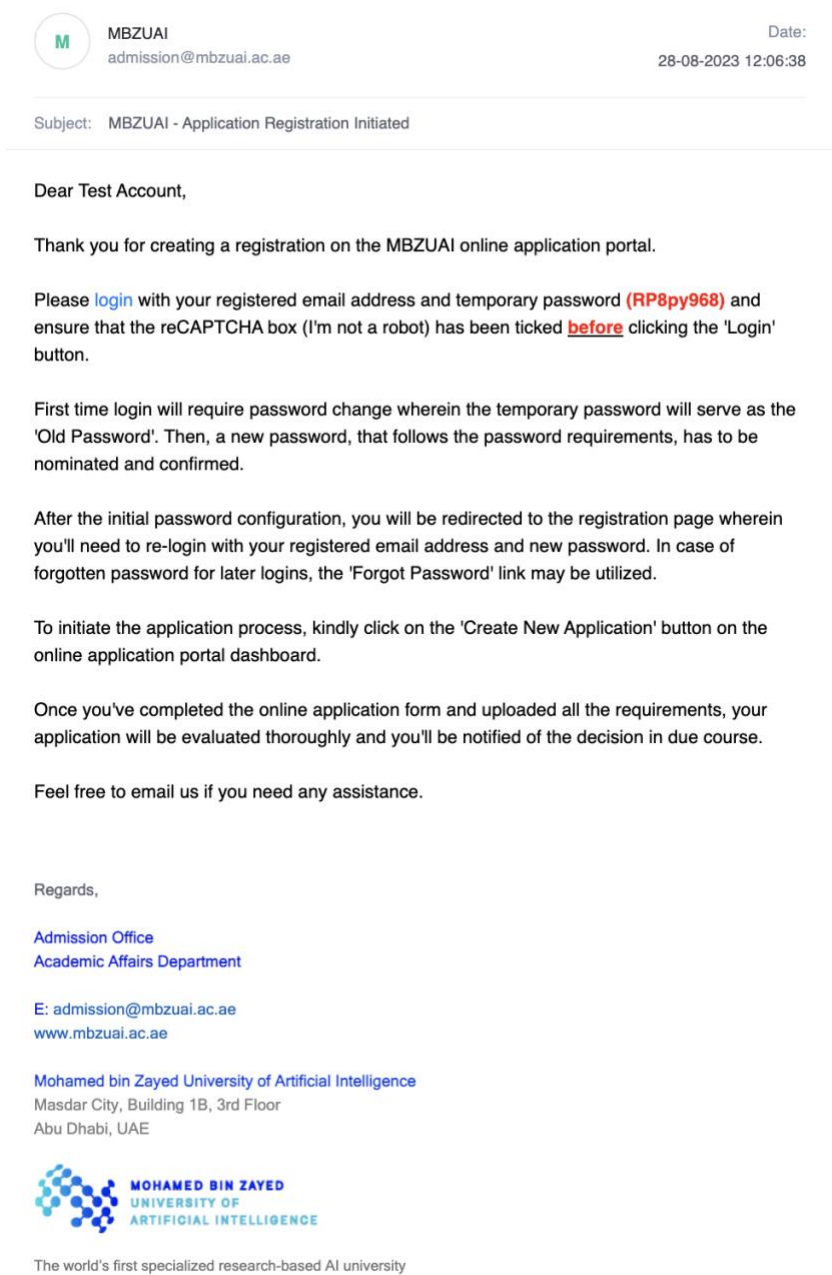 M
MBZUAI
admission@mbzuai.ac.ae
Date:
28-08-2023 12:06:38
Subject: MBZUAI - Application Registration Initiated
Dear Test Account,
Thank you for creating a registration on the MBZUAI online application portal.
Please login with your registered email address and temporary password (RP8py968) and
ensure that the reCAPTCHA box (I'm not a robot) has been ticked before clicking the 'Login'
button.
First time login will require password change wherein the temporary password will serve as the
'Old Password'. Then, a new password, that follows the password requirements, has to be
nominated and confirmed.
After the initial password configuration, you will be redirected to the registration page wherein
you'll need to re-login with your registered email address and new password. In case of
forgotten password for later logins, the 'Forgot Password' link may be utilized.
To initiate the application process, kindly click on the 'Create New Application' button on the
online application portal dashboard.
Once you've completed the online application form and uploaded all the requirements, your
application will be evaluated thoroughly and you'll be notified of the decision in due course.
Feel free to email us if you need any assistance.
Regards,
Admission Office
Academic Affairs Department
E: admission@mbzuai.ac.ae
www.mbzuai.ac.ae
Mohamed bin Zayed University of Artificial Intelligence
Masdar City, Building 1B, 3rd Floor
Abu Dhabi, UAE
MOHAMED BIN ZAYED
UNIVERSITY OF
ARTIFICIAL INTELLIGENCE
The world's first specialized research-based AI university